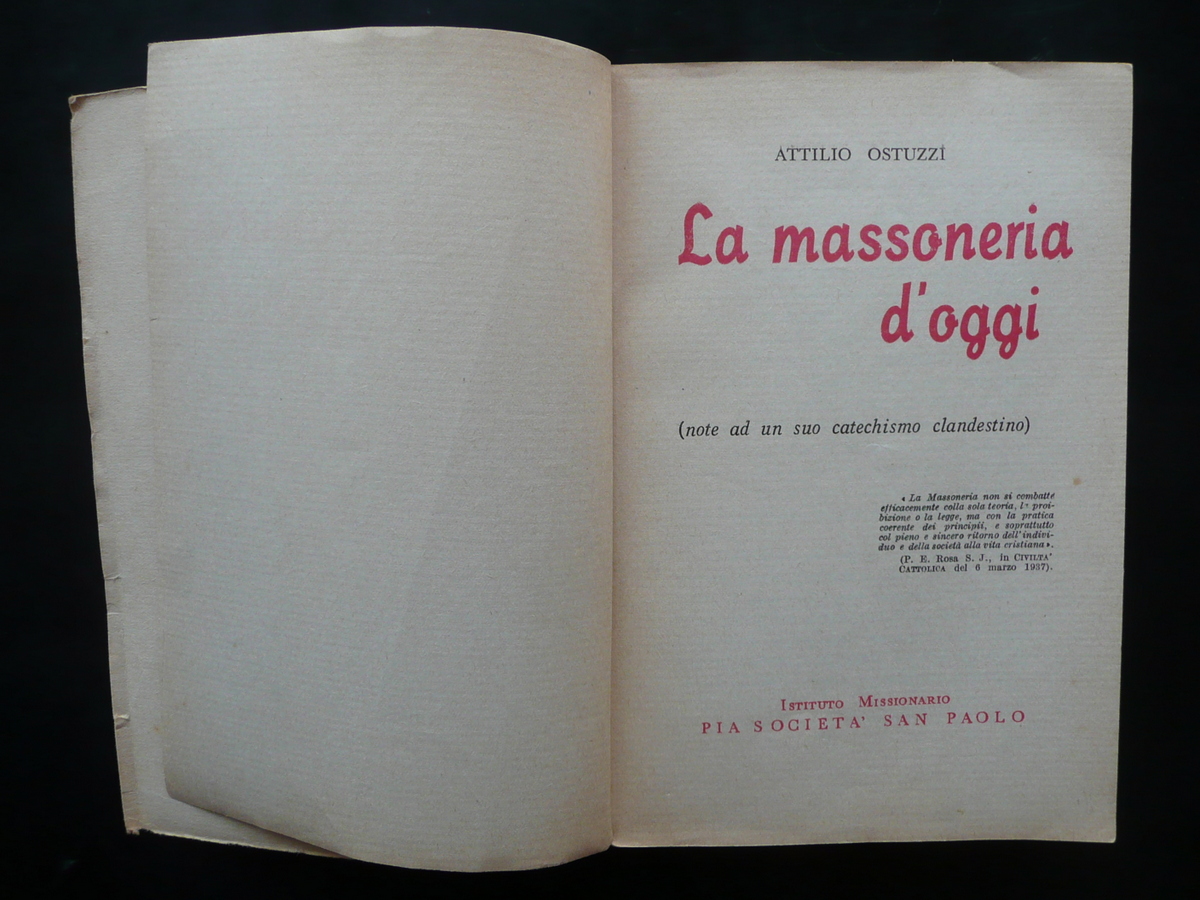 ATTILIO OSTUZZI
La massoneria
d'oggi
(note ad un suo catechismo clandestino)
« La Massoneria non si combatte
efficacemente colla sola teoria, la proi-
bizione o la legge, ma con la pratica
coerente dei principii, e soprattutto
col pieno e sincero ritorno dell'indivi-
duo e della società alla vita cristiana ».
(P. E. Rosa S. J., in CIVILTA'
CATTOLICA del 6 marzo 1937).
ISTITUTO MISSIONARIO
PIA SOCIETA' SAN PAOLO